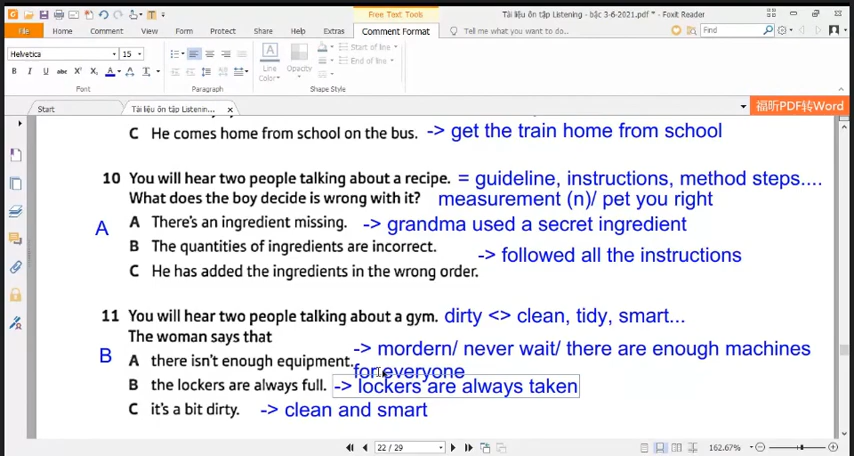 Free Text Tools
Tài liệu ôn tập Listening - bậc 3-6-2021.pdf * - Foxit Reader
File Home Comment View Form Protect Share Help Extras Comment Format Tell me what you want to do... Find
Helvetica 15 Start of line
End of line
Line Color Opacity
Font Paragraph Shape Style
Start Tài liệu ôn tập Listenin... 福昕PDF转Word
C He comes home from school on the bus. -> get the train home from school
10 You will hear two people talking about a recipe. = guideline, instructions, method steps....
What does the boy decide is wrong with it? measurement (n)/ pet you right
A A There's an ingredient missing. -> grandma used a secret ingredient
B The quantities of ingredients are incorrect.
-> followed all the instructions
C He has added the ingredients in the wrong order.
11 You will hear two people talking about a gym. dirty <> clean, tidy, smart...
The woman says that
-> mordern/ never wait/ there are enough machines
B A there isn't enough equipment.
for everyone
B the lockers are always full. -> lockers are always taken
C it's a bit dirty. -> clean and smart
22 / 29 162.67%